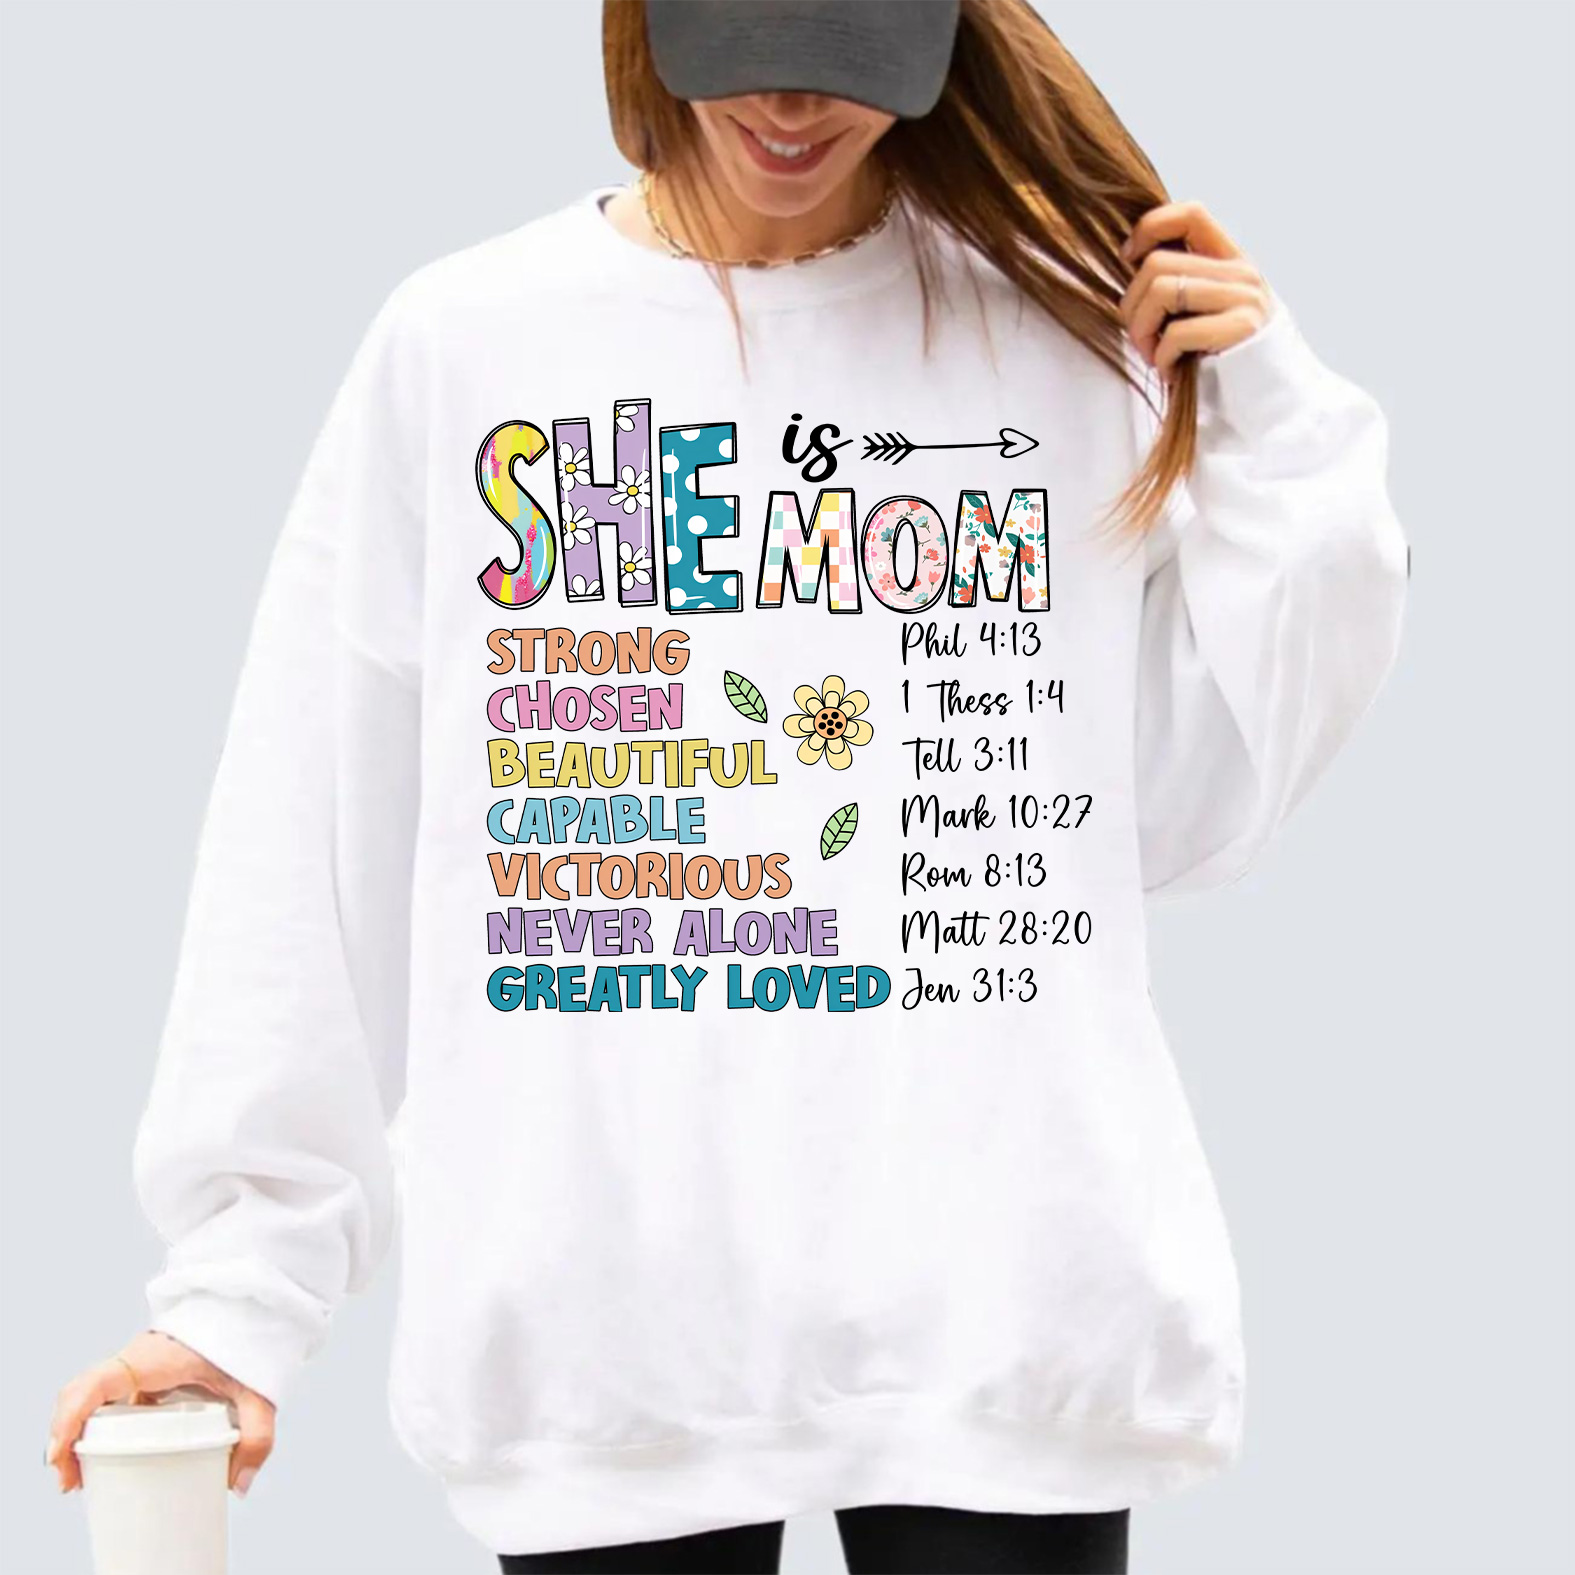 SHE is
MOM
STRONG Phil 4:13
CHOSEN 1 Thess 1:4
BEAUTIFUL Tell 3:11
CAPABLE Mark 10:27
VICTORIOUS Rom 8:13
NEVER ALONE Matt 28:20
GREATLY LOVED Jen 31:3